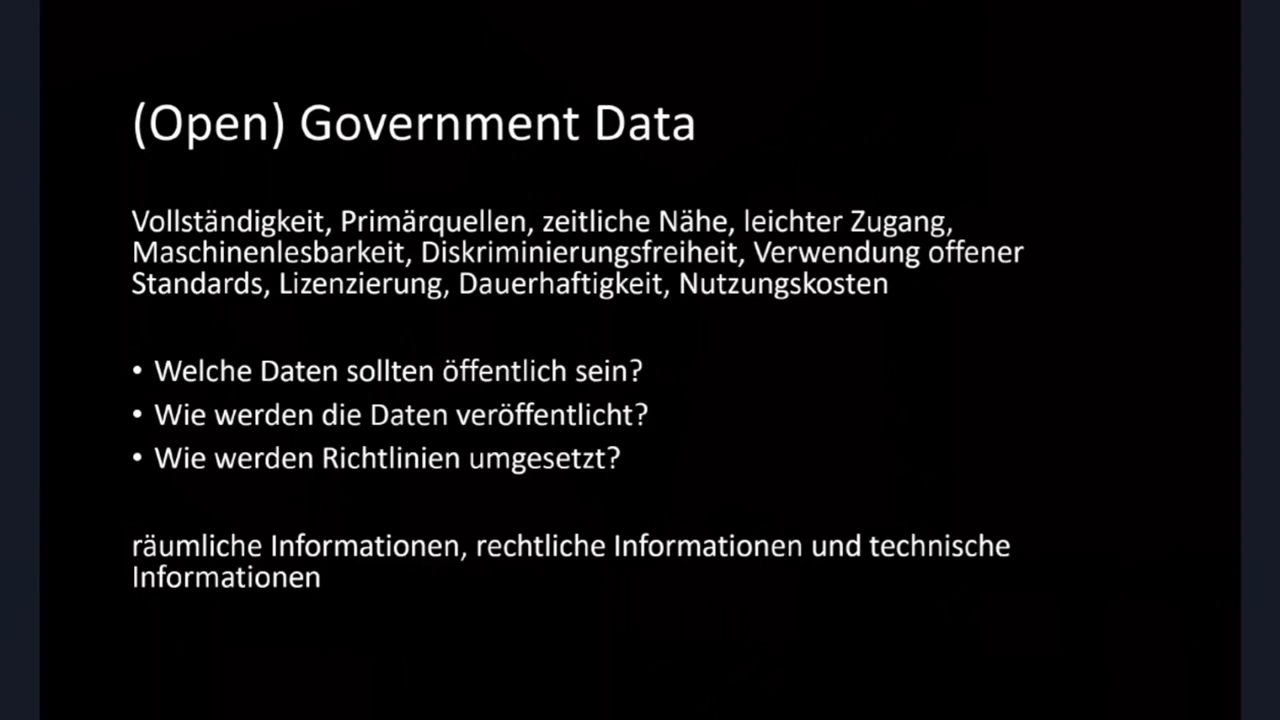 (Open) Government Data
Vollständigkeit, Primärquellen, zeitliche Nähe, leichter Zugang,
Maschinenlesbarkeit, Diskriminierungsfreiheit, Verwendung offener
Standards, Lizenzierung, Dauerhaftigkeit, Nutzungskosten
• Welche Daten sollten öffentlich sein?
• Wie werden die Daten veröffentlicht?
• Wie werden Richtlinien umgesetzt?
räumliche Informationen, rechtliche Informationen und technische
Informationen